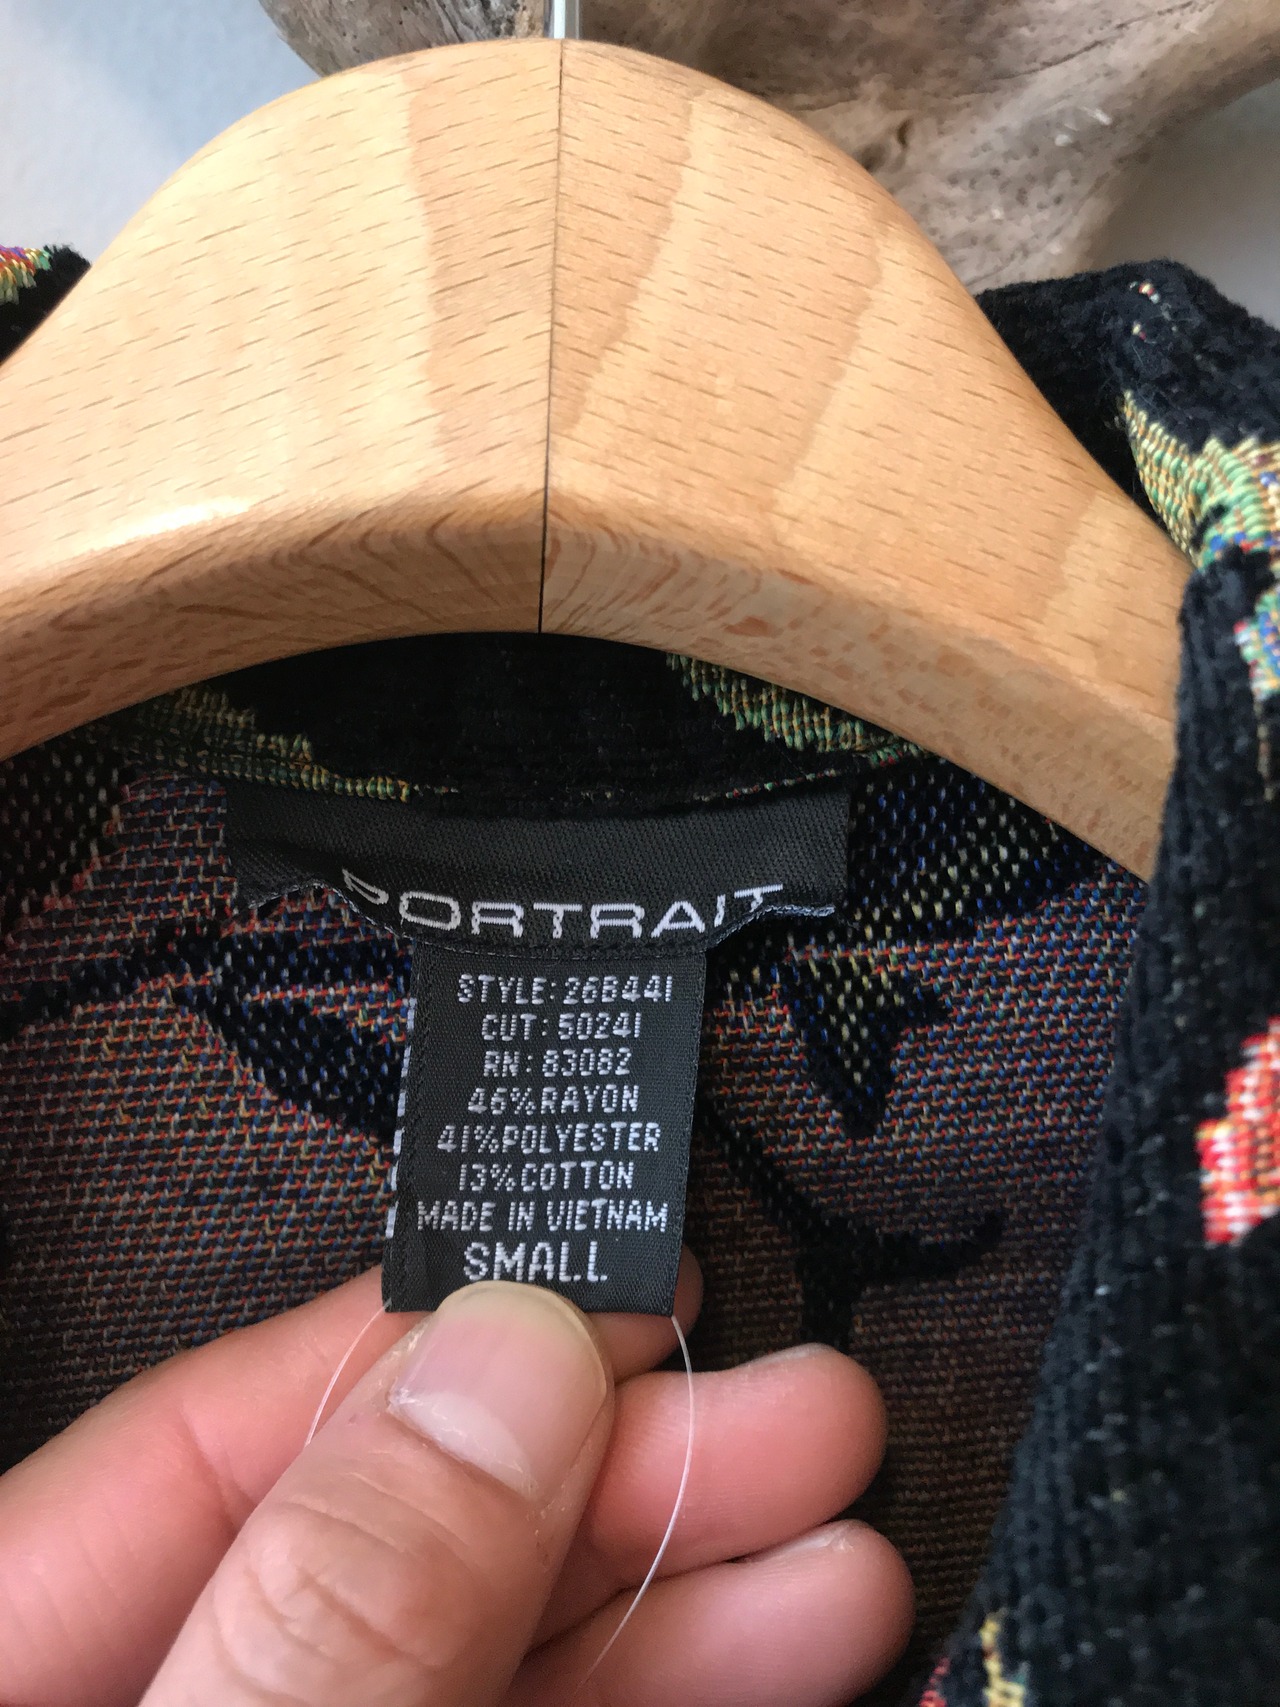 PORTRAIT
STYLE: 26B441
CUT: 50241
RN: 83082
46% RAYON
41% POLYESTER
13% COTTON
MADE IN VIETNAM
SMALL